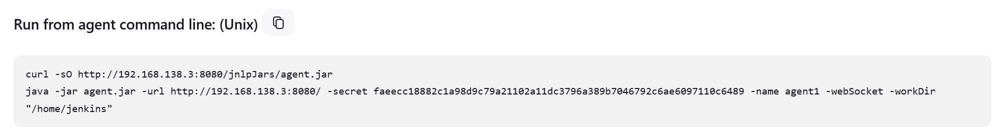 Run from agent command line: (Unix)
curl -sO http://192.168.138.3:8080/jnlpJars/agent.jar
java -jar agent.jar -url http://192.168.138.3:8080/ -secret faeecc18882c1a98d9c79a21102a11dc3796a389b7046792c6ae6097110c6489 -name agent1 -webSocket -workDir
"/home/jenkins"